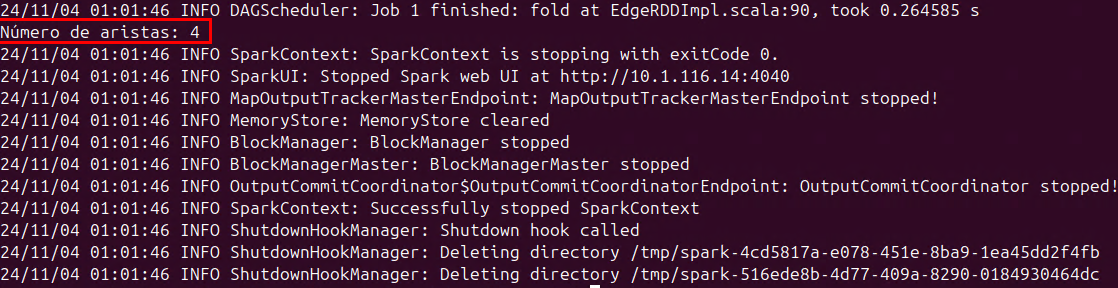 24/11/04 01:01:46 INFO DAGScheduler: Job 1 finished: fold at EdgeRDDImpl.scala:90, took 0.264585 s
Número de aristas: 4
24/11/04 01:01:46 INFO SparkContext: SparkContext is stopping with exitCode 0.
24/11/04 01:01:46 INFO SparkUI: Stopped Spark web UI at http://10.1.116.14:4040
24/11/04 01:01:46 INFO MapOutputTrackerMasterEndpoint: MapOutputTrackerMasterEndpoint stopped!
24/11/04 01:01:46 INFO MemoryStore: MemoryStore cleared
24/11/04 01:01:46 INFO BlockManager: BlockManager stopped
24/11/04 01:01:46 INFO BlockManagerMaster: BlockManagerMaster stopped
24/11/04 01:01:46 INFO OutputCommitCoordinator$OutputCommitCoordinatorEndpoint: OutputCommitCoordinator stopped!
24/11/04 01:01:46 INFO SparkContext: Successfully stopped SparkContext
24/11/04 01:01:46 INFO ShutdownHookManager: Shutdown hook called
24/11/04 01:01:46 INFO ShutdownHookManager: Deleting directory /tmp/spark-4cd5817a-e078-451e-8ba9-1ea45dd2f4fb
24/11/04 01:01:46 INFO ShutdownHookManager: Deleting directory /tmp/spark-516ede8b-4d77-409a-8290-0184930464dc